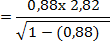 = 0,88x 2,82 / √1 − (0,88)